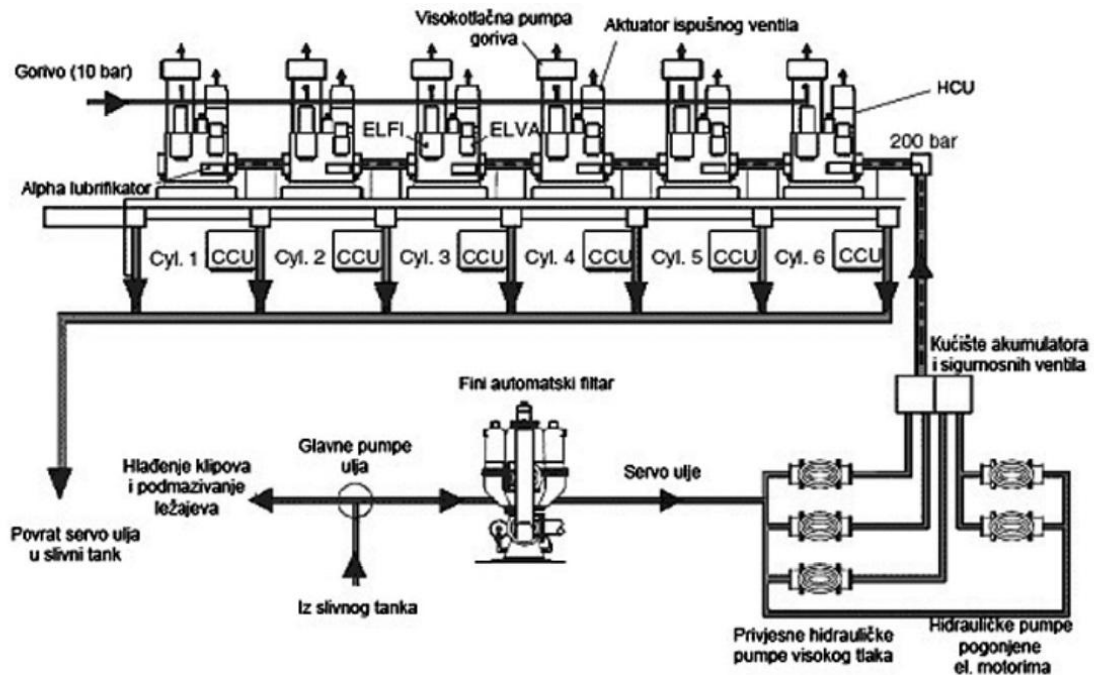 Visokotlačna pumpa
goriva
Aktuator ispušnog ventila
Gorivo (10 bar)
HCU
ELFI
ELVA
200 bar
Alpha lubrifikator
Cyl. 1
CCU
Cyl. 2
CCU
Cyl. 3
CCU
Cyl. 4
CCU
Cyl. 5
CCU
Cyl. 6
CCU
Kućište akumulatora
i sigurnosnih ventila
Fini automatski filtar
Glavne pumpe
ulja
Hlađenje klipova
i podmazivanje
ležajeva
Servo ulje
Povrat servo ulja
u slivni tank
Iz slivnog tanka
Privjesne hidrauličke
pumpe visokog tlaka
Hidrauličke pumpe
pogonjene
el. motorima